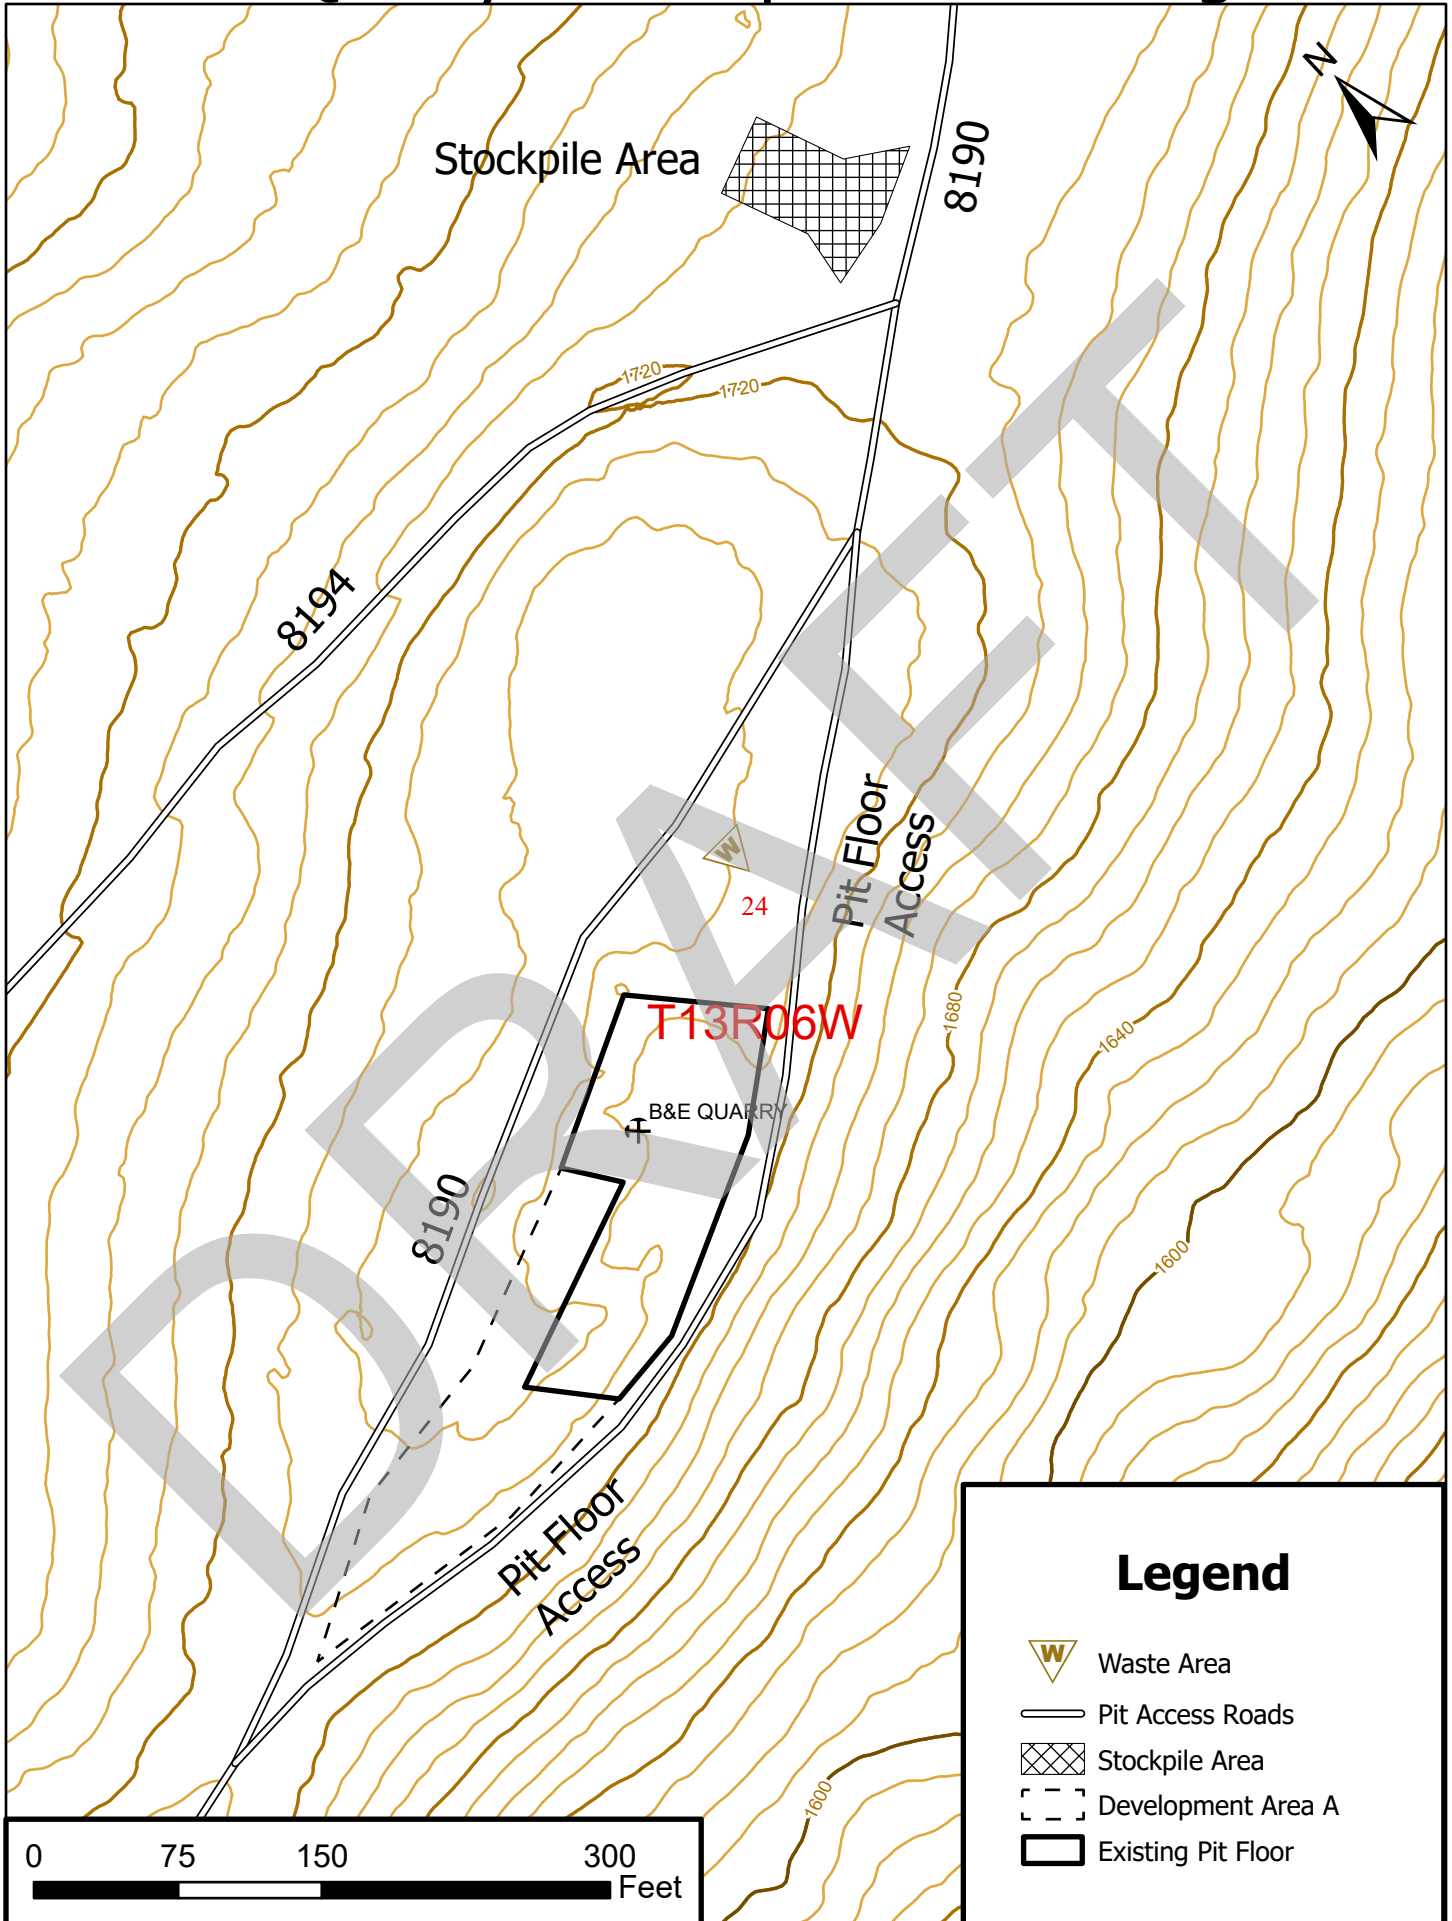 N
Stockpile Area
8190
1720
1720
8194
Pit Floor
Access
W
24
T13R06W
B&E QUARRY
1680
1640
8190
1600
Pit Floor
Access
1600
DRAFT
Legend
W Waste Area
Pit Access Roads
Stockpile Area
Development Area A
Existing Pit Floor
0 75 150 300
Feet